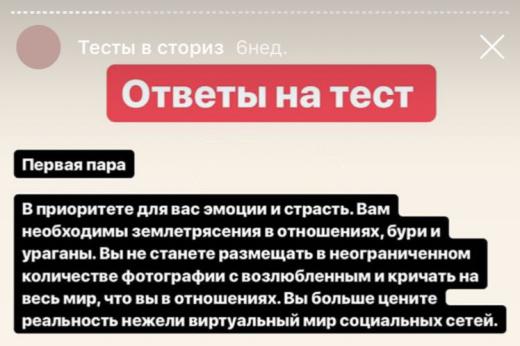 Тесты в сториз 6нед.
Ответы на тест
Первая пара
В приоритете для вас эмоции и страсть. Вам
необходимы землетрясения в отношениях, бури и
ураганы. Вы не станете размещать в неограниченном
количестве фотографии с возлюбленным и кричать на
весь мир, что вы в отношениях. Вы больше цените
реальность нежели виртуальный мир социальных сетей.